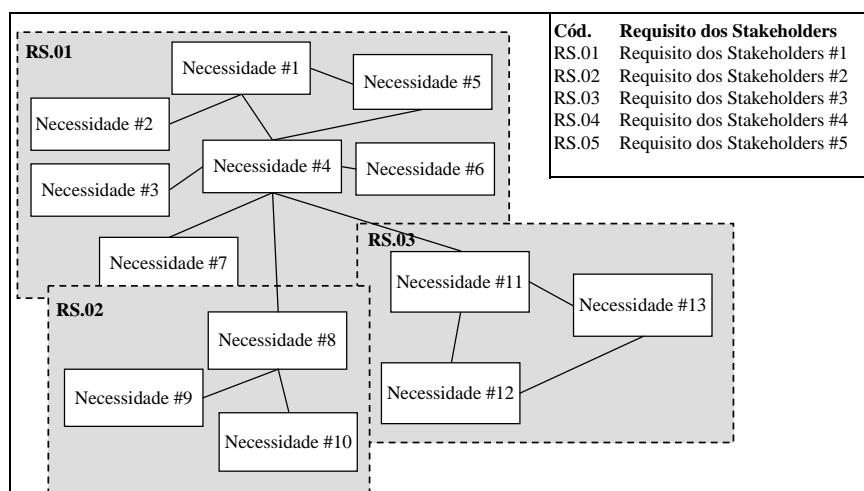 RS.01
Necessidade #1
Necessidade #5
Necessidade #2
Necessidade #4
Necessidade #6
Necessidade #3
Necessidade #7
RS.02
Necessidade #8
Necessidade #9
Necessidade #10
RS.03
Necessidade #11
Necessidade #13
Necessidade #12
Cód. Requisito dos Stakeholders
RS.01 Requisito dos Stakeholders #1
RS.02 Requisito dos Stakeholders #2
RS.03 Requisito dos Stakeholders #3
RS.04 Requisito dos Stakeholders #4
RS.05 Requisito dos Stakeholders #5